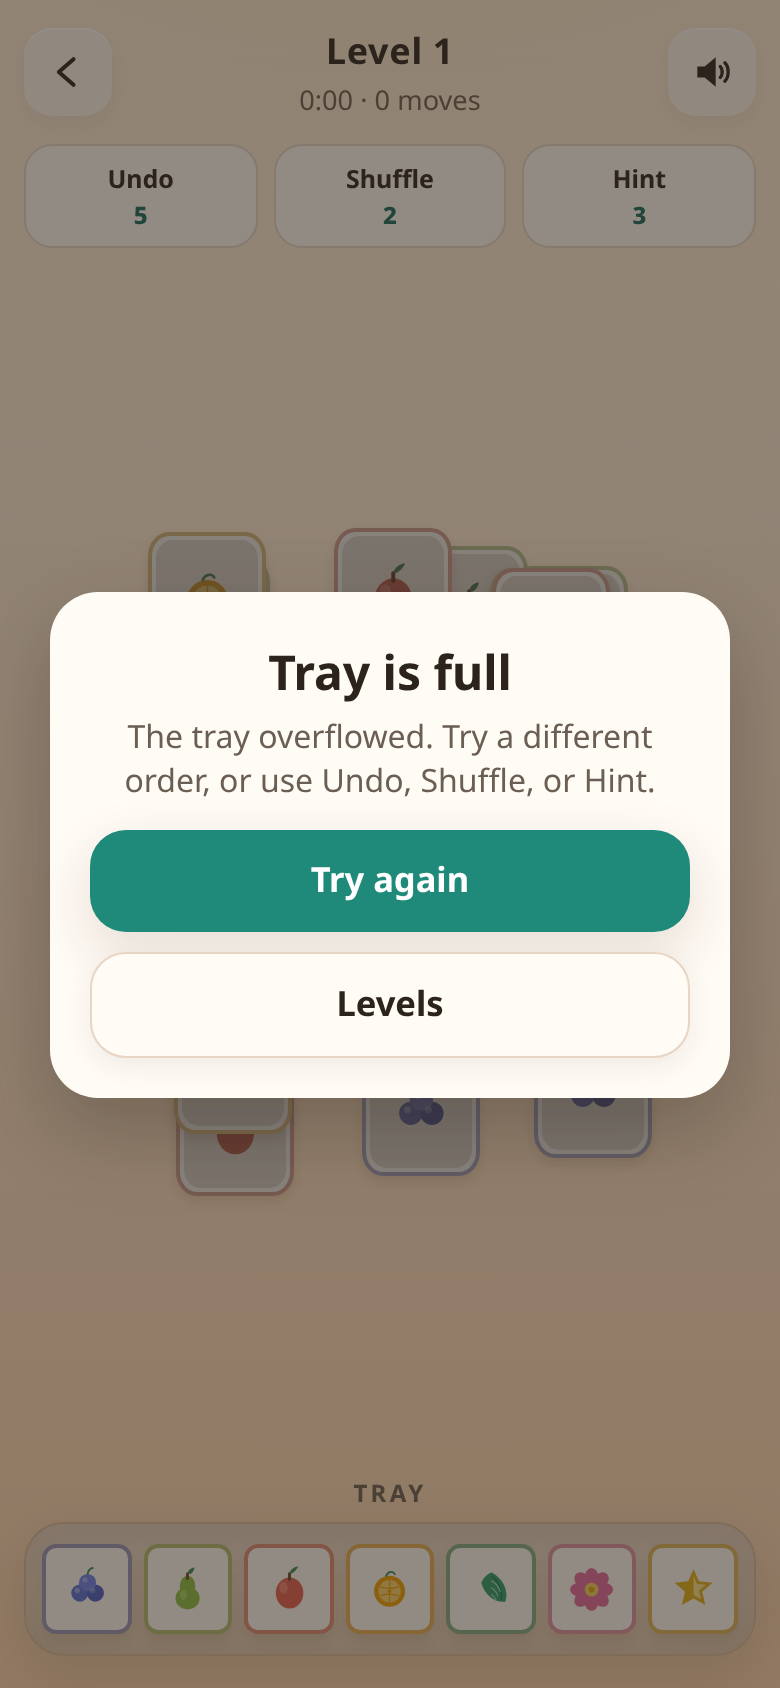 Level 1
0:00 · 0 moves
Undo
5
Shuffle
2
Hint
3
Tray is full
The tray overflowed. Try a different
order, or use Undo, Shuffle, or Hint.
Try again
Levels
TRAY